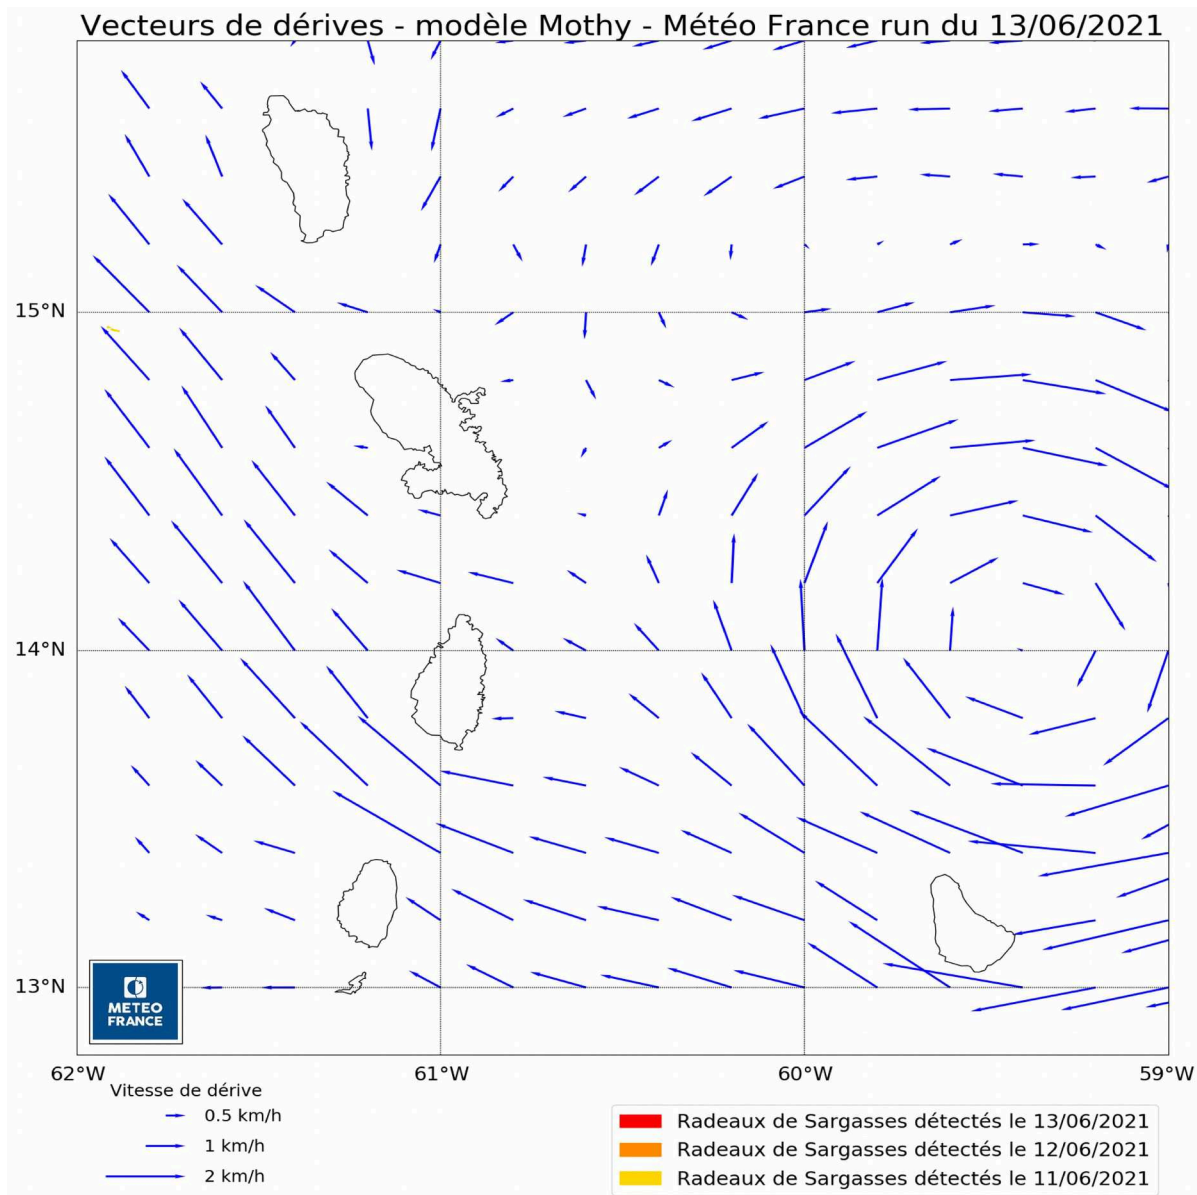 Vecteurs de dérives - modèle Mothy - Météo France run du 13/06/2021
15°N
14°N
13°N
METEO
FRANCE
62°W
61°W
60°W
59°W
Vitesse de dérive
0.5 km/h
1 km/h
2 km/h
Radeaux de Sargasses détectés le 13/06/2021
Radeaux de Sargasses détectés le 12/06/2021
Radeaux de Sargasses détectés le 11/06/2021